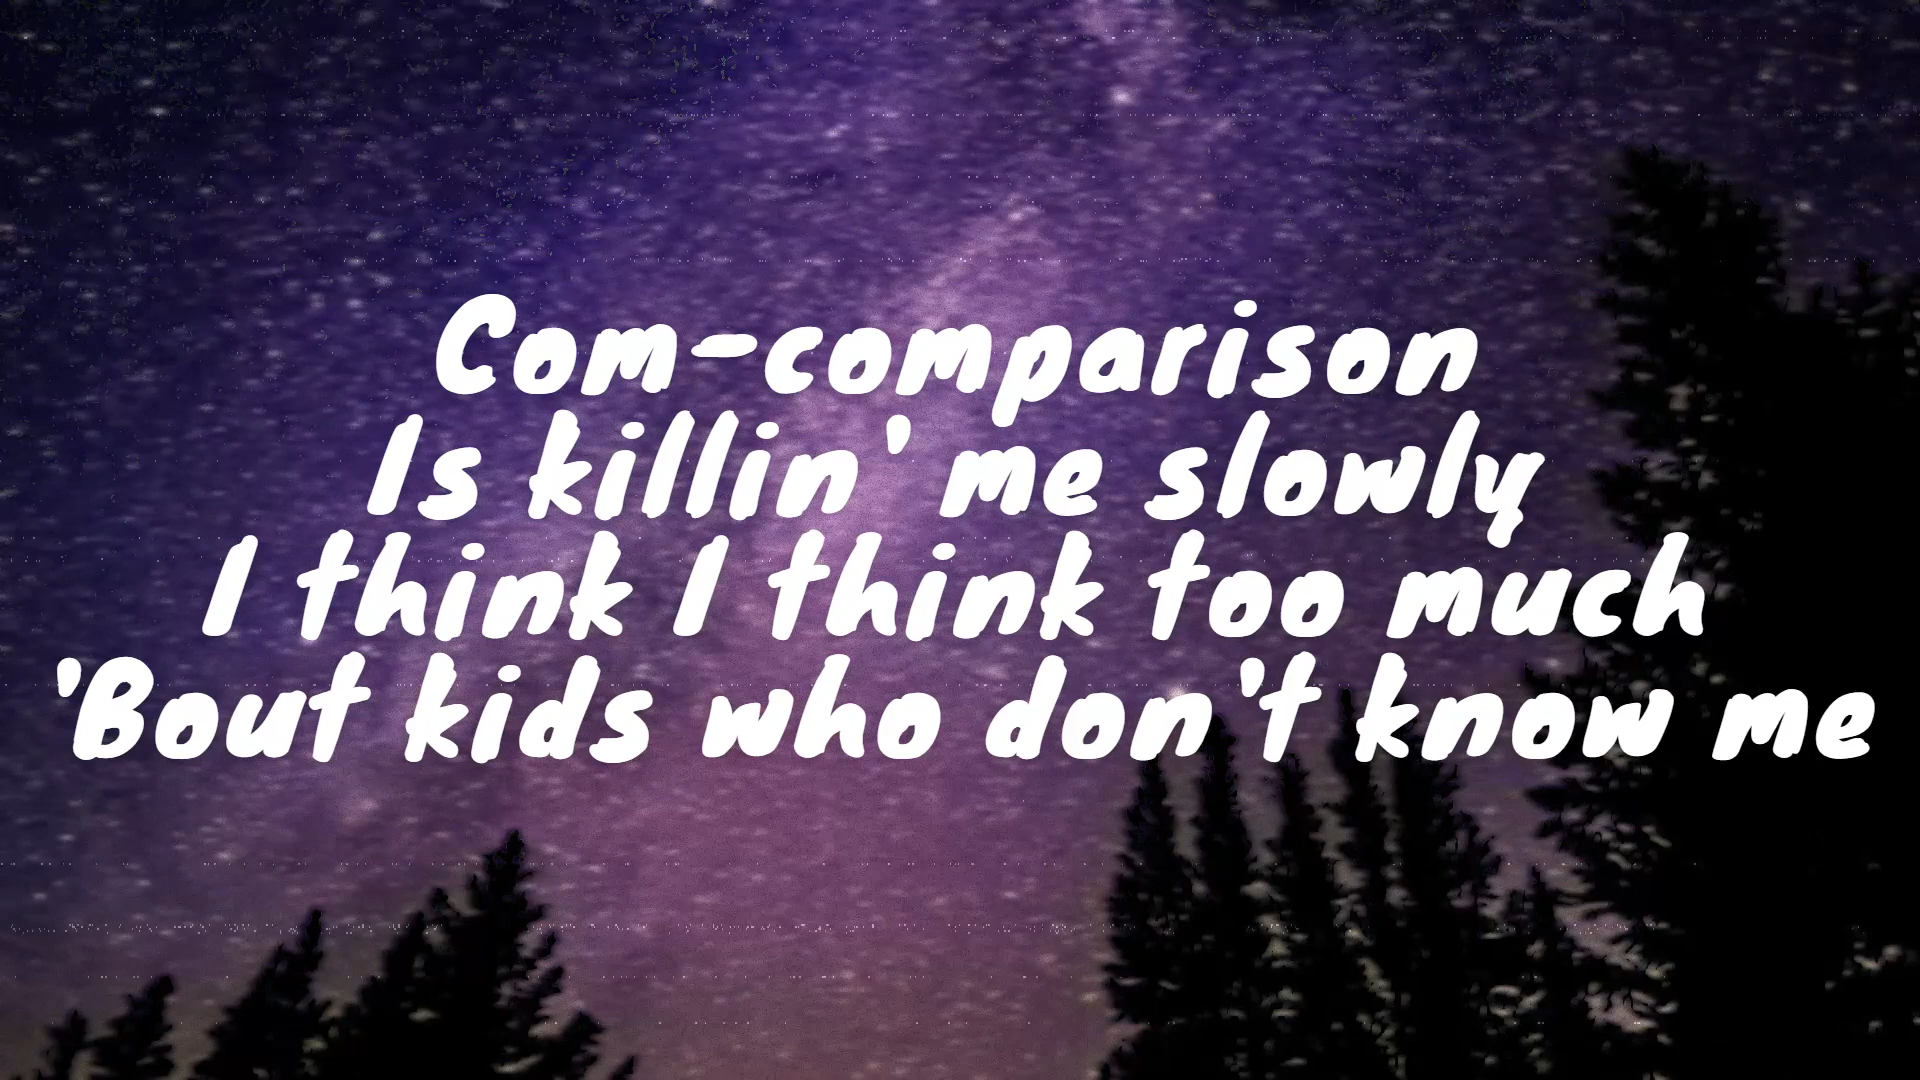 Com-comparison
Is killin' me slowly
I think I think too much
'Bout kids who don't know me